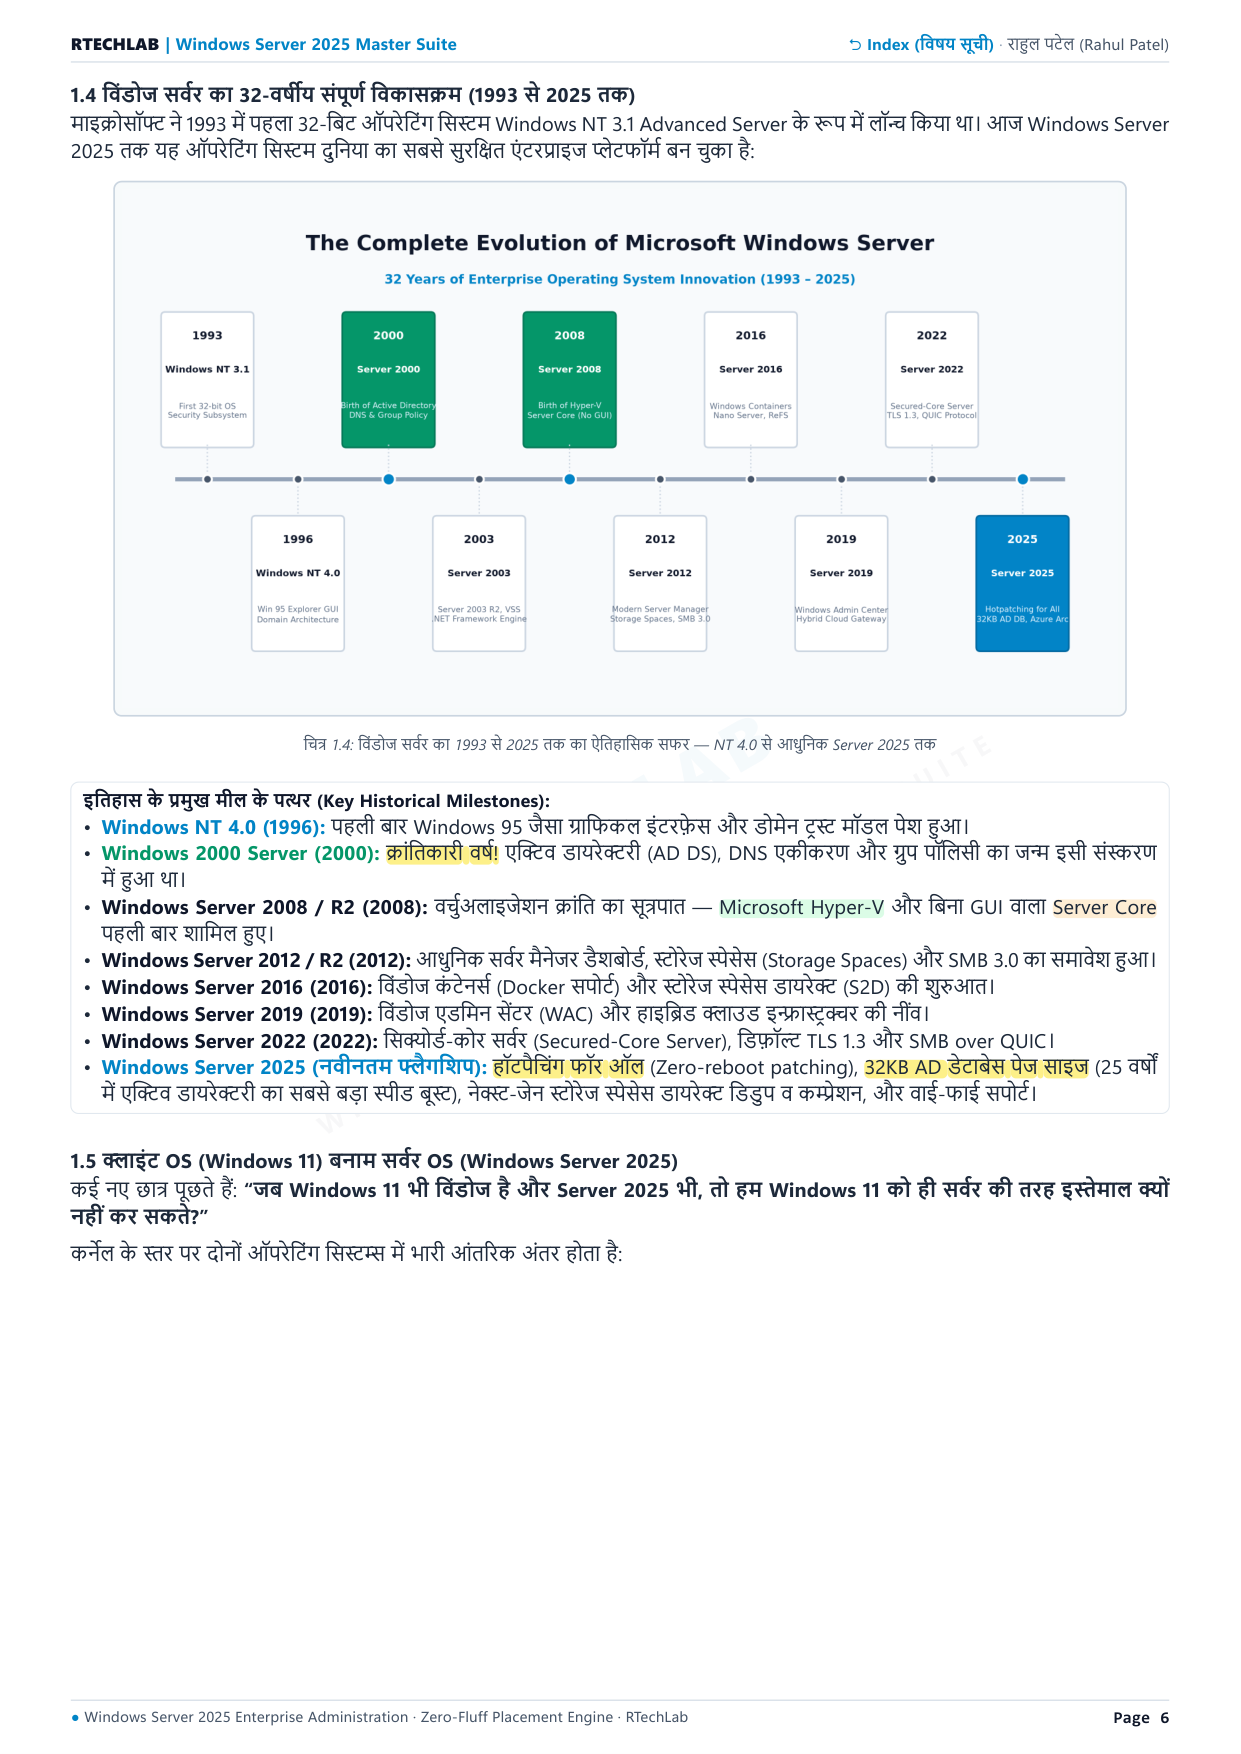 RTECHLAB | Windows Server 2025 Master Suite
⮌ Index (विषय सूची) · राहुल पटेल (Rahul Patel)
1.4 विंडोज सर्वर का 32-वर्षीय संपूर्ण विकासक्रम (1993 से 2025 तक)
माइक्रोसॉफ्ट ने 1993 में पहला 32-बिट ऑपरेटिंग सिस्टम Windows NT 3.1 Advanced Server के रूप में लॉन्च किया था। आज Windows Server
2025 तक यह ऑपरेटिंग सिस्टम दुनिया का सबसे सुरक्षित एंटरप्राइज प्लेटफॉर्म बन चुका है:
The Complete Evolution of Microsoft Windows Server
32 Years of Enterprise Operating System Innovation (1993 – 2025)
1993
Windows NT 3.1
First 32-bit OS
Security Subsystem
2000
Server 2000
Birth of Active Directory
DNS & Group Policy
2008
Server 2008
Birth of Hyper-V
Server Core (No GUI)
2016
Server 2016
Windows Containers
Nano Server, ReFS
2022
Server 2022
Secured-Core Server
TLS 1.3, QUIC Protocol
1996
Windows NT 4.0
Win 95 Explorer GUI
Domain Architecture
2003
Server 2003
Server 2003 R2, VSS
.NET Framework Engine
2012
Server 2012
Modern Server Manager
Storage Spaces, SMB 3.0
2019
Server 2019
Windows Admin Center
Hybrid Cloud Gateway
2025
Server 2025
Hotpatching for All
32KB AD DB, Azure Arc
चित्र 1.4: विंडोज सर्वर का 1993 से 2025 तक का ऐतिहासिक सफर — NT 4.0 से आधुनिक Server 2025 तक
इतिहास के प्रमुख मील के पत्थर (Key Historical Milestones):
• Windows NT 4.0 (1996): पहली बार Windows 95 जैसा ग्राफिकल इंटरफ़ेस और डोमेन ट्रस्ट मॉडल पेश हुआ।
• Windows 2000 Server (2000): क्रांतिकारी वर्ष! एक्टिव डायरेक्टरी (AD DS), DNS एकीकरण और ग्रुप पॉलिसी का जन्म इसी संस्करण
में हुआ था।
• Windows Server 2008 / R2 (2008): वर्चुअलाइजेशन क्रांति का सूत्रपात — Microsoft Hyper-V और बिना GUI वाला Server Core
पहली बार शामिल हुए।
• Windows Server 2012 / R2 (2012): आधुनिक सर्वर मैनेजर डैशबोर्ड, स्टोरेज स्पेसेस (Storage Spaces) और SMB 3.0 का समावेश हुआ।
• Windows Server 2016 (2016): विंडोज कंटेनर्स (Docker सपोर्ट) और स्टोरेज स्पेसेस डायरेक्ट (S2D) की शुरुआत।
• Windows Server 2019 (2019): विंडोज एडमिन सेंटर (WAC) और हाइब्रिड क्लाउड इन्फ्रास्ट्रक्चर की नींव।
• Windows Server 2022 (2022): सिक्योर्ड-कोर सर्वर (Secured-Core Server), डिफ़ॉल्ट TLS 1.3 और SMB over QUIC।
• Windows Server 2025 (नवीनतम फ्लैगशिप): हॉटपैचिंग फॉर ऑल (Zero-reboot patching), 32KB AD डेटाबेस पेज साइज (25 वर्षों
में एक्टिव डायरेक्टरी का सबसे बड़ा स्पीड बूस्ट), नेक्स्ट-जेन स्टोरेज स्पेसेस डायरेक्ट डिडुप व कम्प्रेशन, और वाई-फाई सपोर्ट।
1.5 क्लाइंट OS (Windows 11) बनाम सर्वर OS (Windows Server 2025)
कई नए छात्र पूछते हैं: “जब Windows 11 भी विंडोज है और Server 2025 भी, तो हम Windows 11 को ही सर्वर की तरह इस्तेमाल क्यों
नहीं कर सकते?”
कर्नेल के स्तर पर दोनों ऑपरेटिंग सिस्टम्स में भारी आंतरिक अंतर होता है:
● Windows Server 2025 Enterprise Administration · Zero-Fluff Placement Engine · RTechLab
Page 6